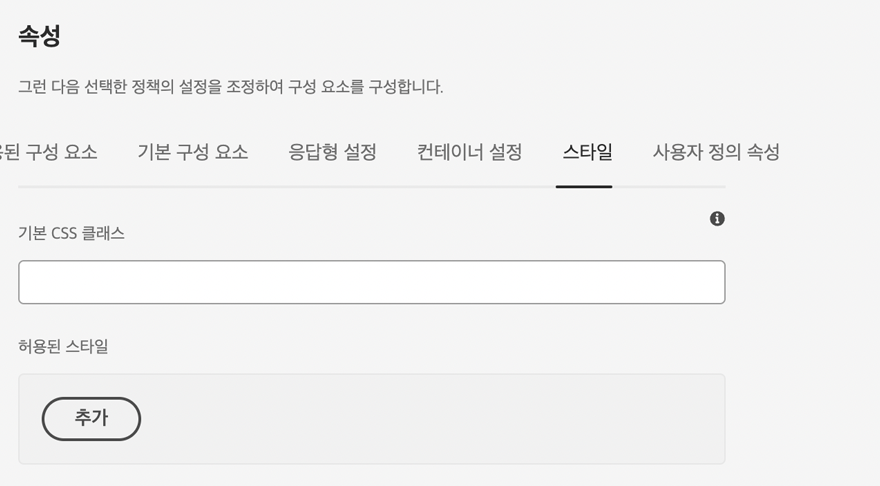 속성
그런 다음 선택한 정책의 설정을 조정하여 구성 요소를 구성합니다.
구성 요소 기본 구성 요소 응답형 설정 컨테이너 설정 스타일 사용자 정의 속성
기본 CSS 클래스
허용된 스타일
추가